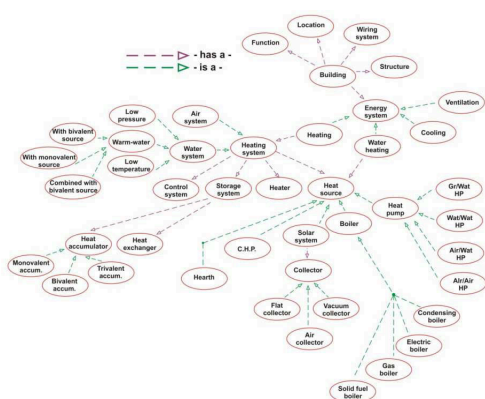 - has a -
- is a -
Location
Wiring
system
Function
Building
Structure
Energy
system
Ventilation
Cooling
Heating
Water
heating
Low
pressure
Air
system
With bivalent
source
Warm-water
Water
system
Heating
system
With monovalent
source
Low
temperature
Combined with
bivalent source
Control
system
Storage
system
Heater
Heat
source
Heat
pump
Gr/Wat
HP
Wat/Wat
HP
Air/Wat
HP
AIr/Air
HP
Boiler
Solar
system
C.H.P.
Hearth
Heat
accumulator
Heat
exchanger
Monovalent
accum.
Bivalent
accum.
Trivalent
accum.
Collector
Flat
collector
Vacuum
collector
Air
collector
Condensing
boiler
Electric
boiler
Gas
boiler
Solid fuel
boiler